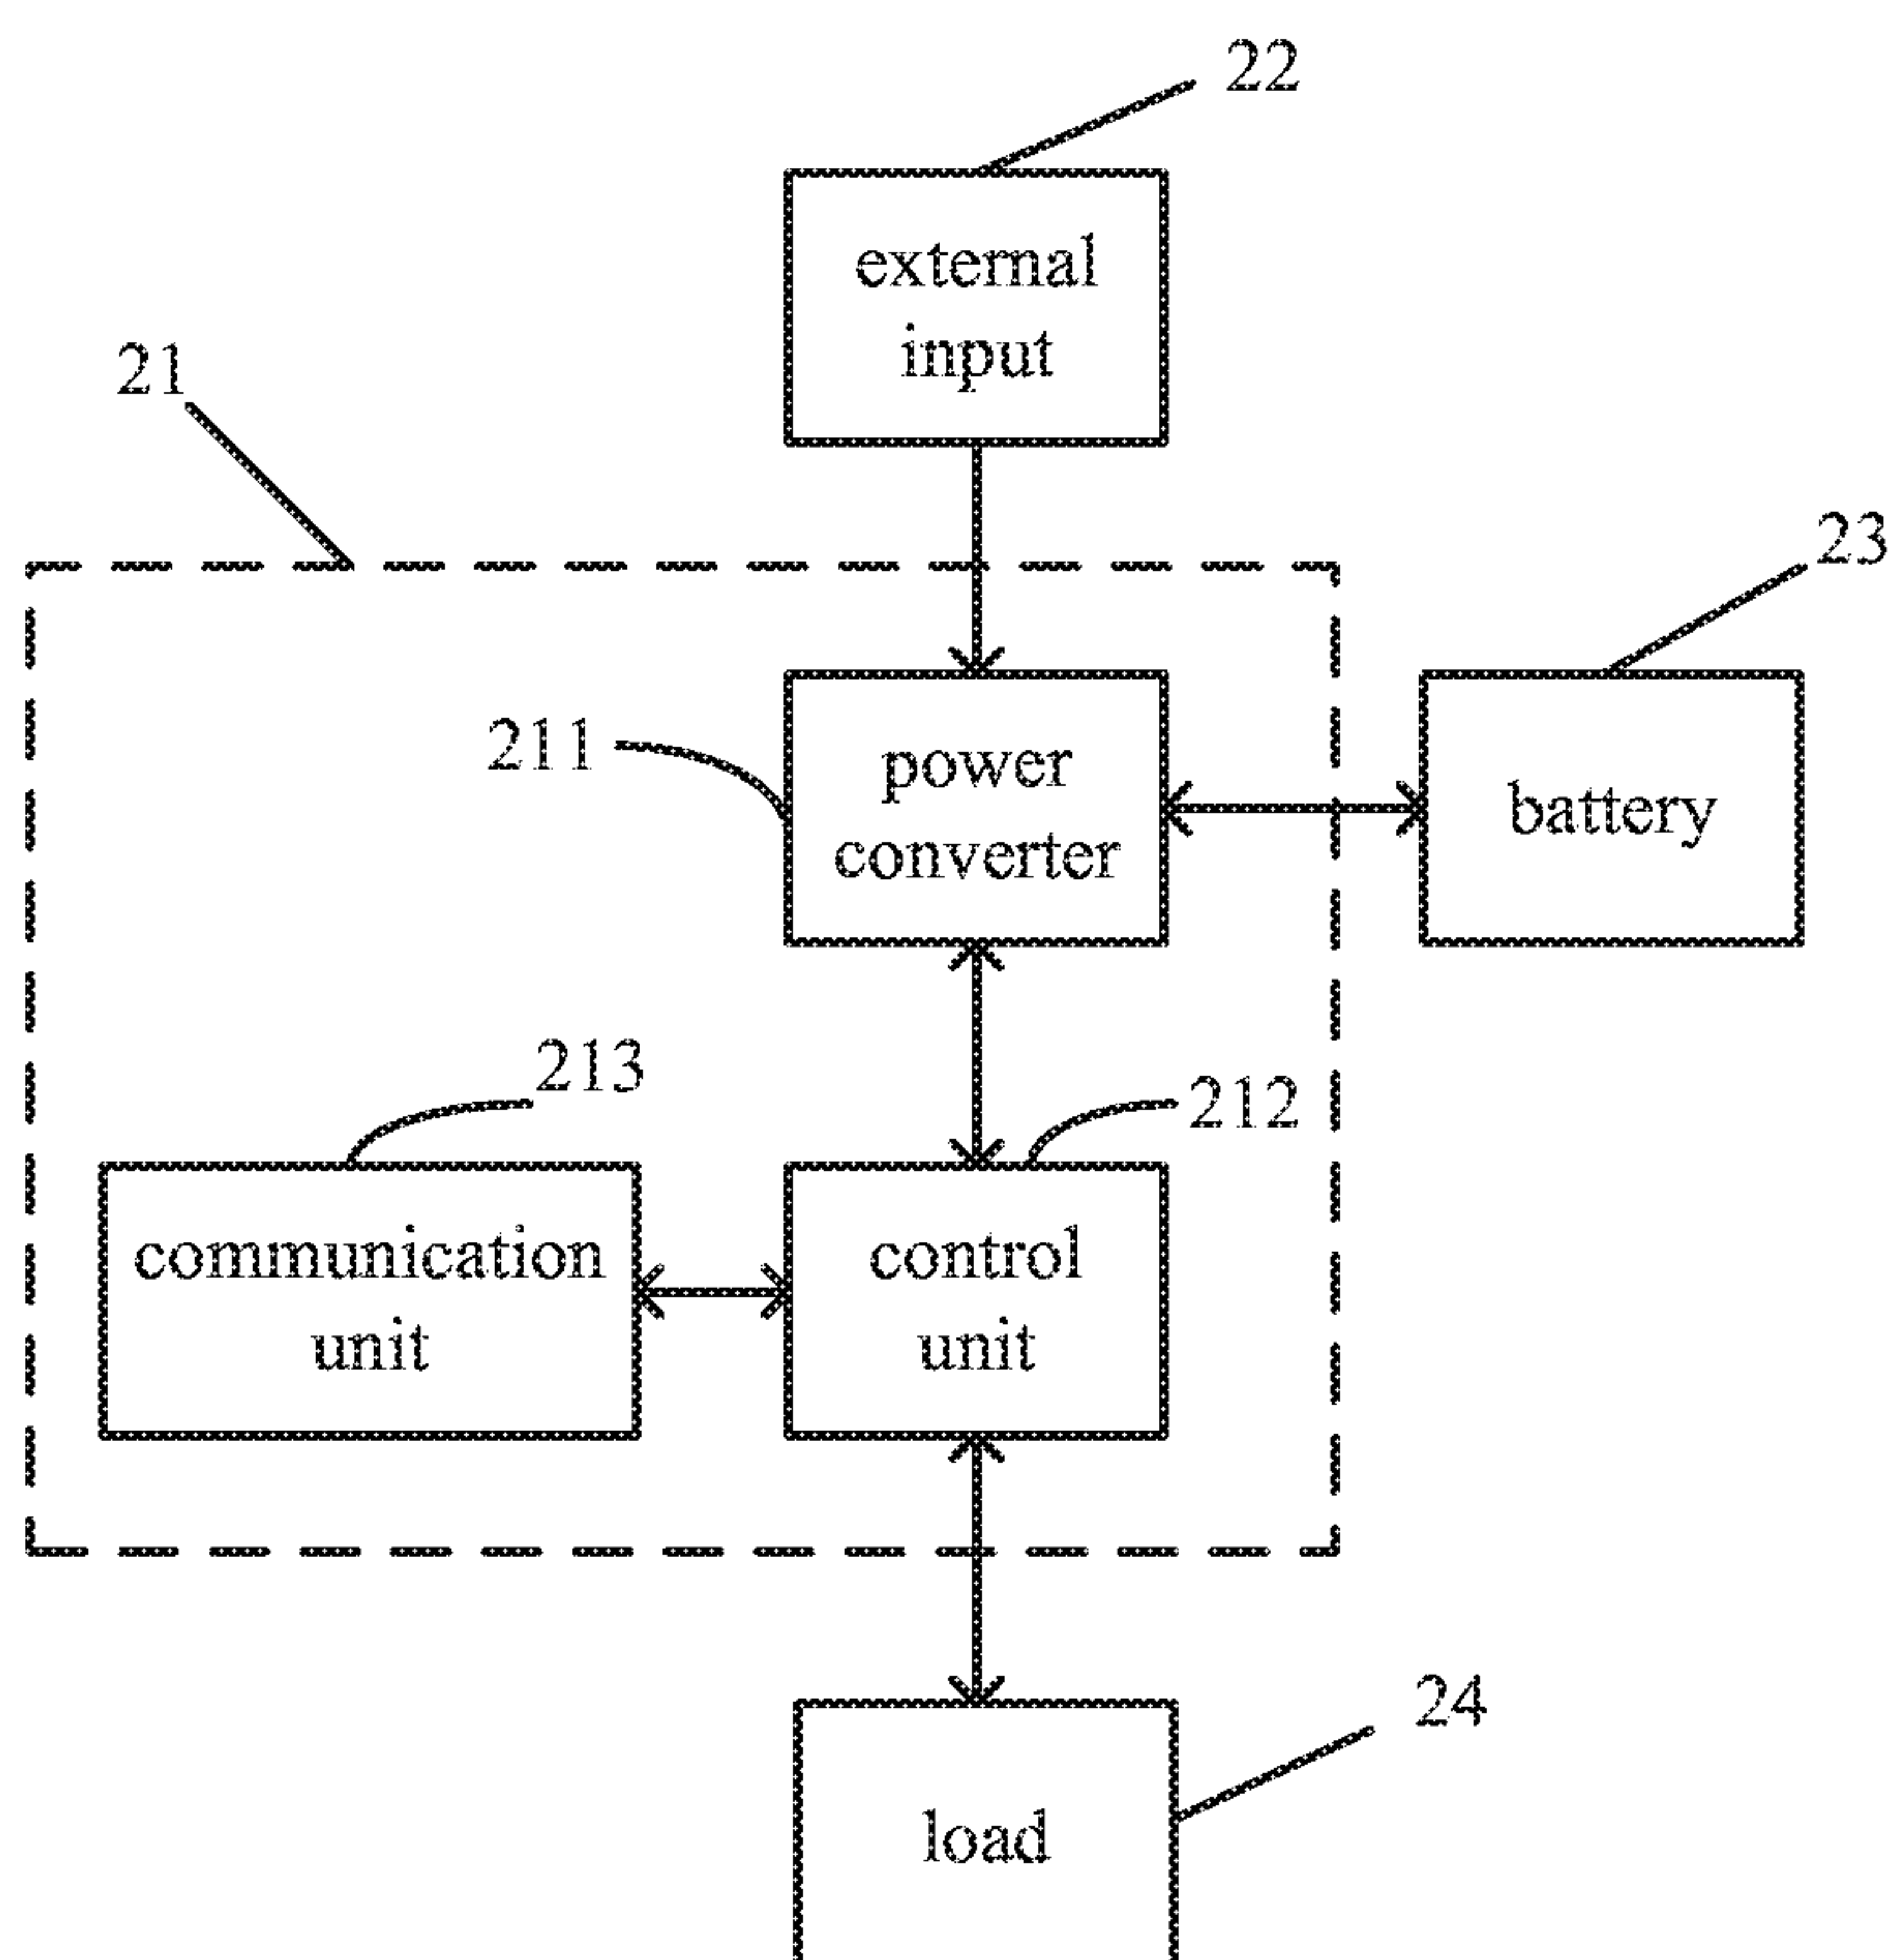 22
external
input
21
23
211
power
converter
battery
213
212
communication
unit
control
unit
24
load